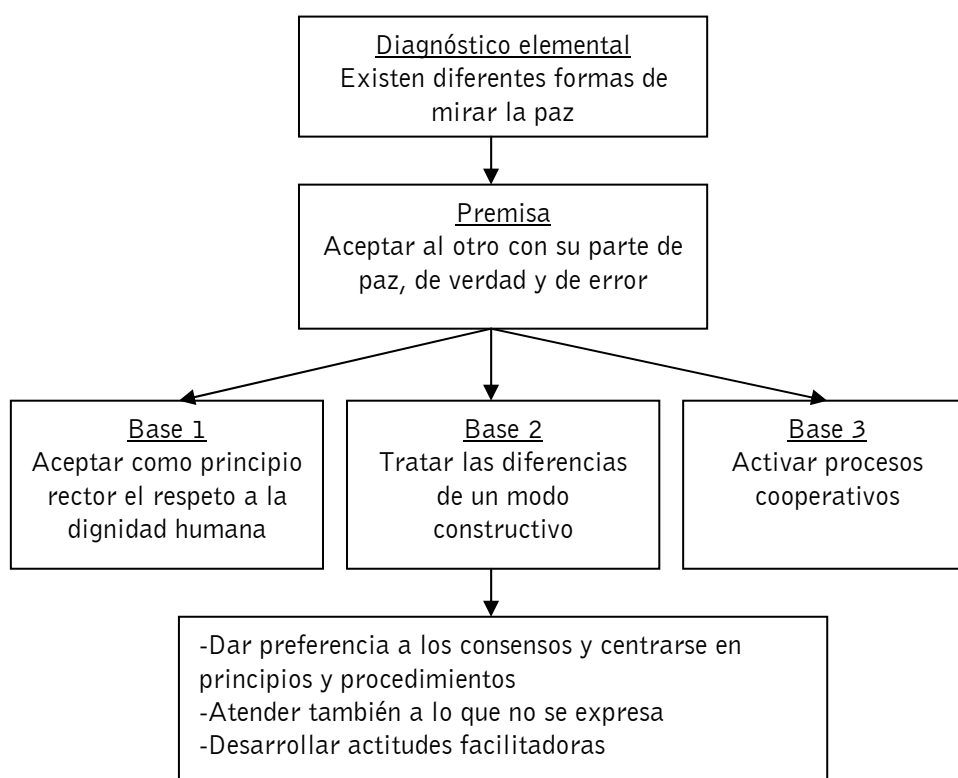 Diagnóstico elemental
Existen diferentes formas de
mirar la paz
Premisa
Aceptar al otro con su parte de
paz, de verdad y de error
Base 1
Aceptar como principio
rector el respeto a la
dignidad humana
Base 2
Tratar las diferencias
de un modo
constructivo
Base 3
Activar procesos
cooperativos
-Dar preferencia a los consensos y centrarse en
principios y procedimientos
-Atender también a lo que no se expresa
-Desarrollar actitudes facilitadoras